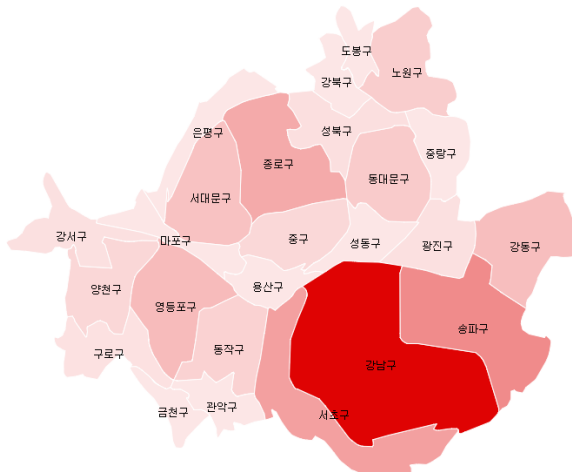 도봉구
노원구
강북구
은평구
성북구
중랑구
종로구
동대문구
서대문구
강서구
마포구
중구
성동구
광진구
강동구
양천구
용산구
영등포구
송파구
구로구
동작구
강남구
금천구
관악구
서초구